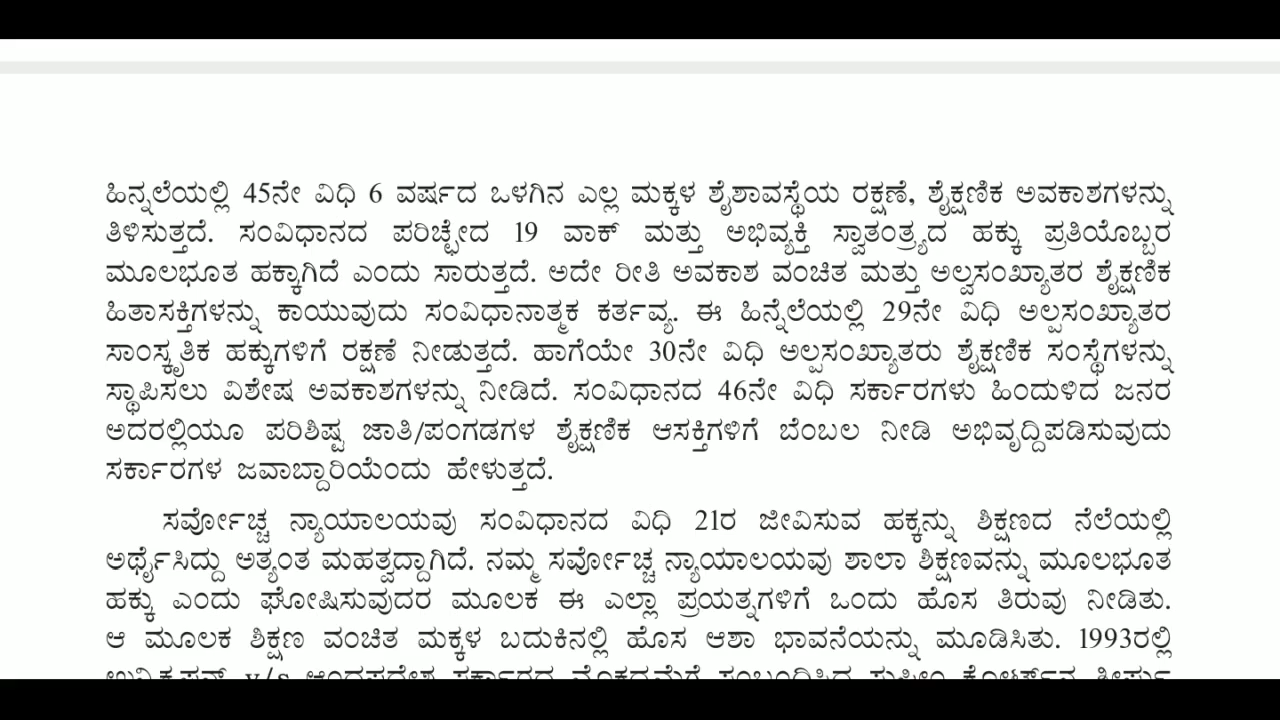 ಹಿನ್ನಲೆಯಲ್ಲಿ 45ನೇ ವಿಧಿ 6 ವರ್ಷದ ಒಳಗಿನ ಎಲ್ಲ ಮಕ್ಕಳ ಶೈಶಾವಸ್ಥೆಯ ರಕ್ಷಣೆ, ಶೈಕ್ಷಣಿಕ ಅವಕಾಶಗಳನ್ನು
ತಿಳಿಸುತ್ತದೆ. ಸಂವಿಧಾನದ ಪರಿಚ್ಛೇದ 19 ವಾಕ್ ಮತ್ತು ಅಭಿವ್ಯಕ್ತಿ ಸ್ವಾತಂತ್ರ್ಯದ ಹಕ್ಕು ಪ್ರತಿಯೊಬ್ಬರ
ಮೂಲಭೂತ ಹಕ್ಕಾಗಿದೆ ಎಂದು ಸಾರುತ್ತದೆ. ಅದೇ ರೀತಿ ಅವಕಾಶ ವಂಚಿತ ಮತ್ತು ಅಲ್ಪಸಂಖ್ಯಾತರ ಶೈಕ್ಷಣಿಕ
ಹಿತಾಸಕ್ತಿಗಳನ್ನು ಕಾಯುವುದು ಸಂವಿಧಾನಾತ್ಮಕ ಕರ್ತವ್ಯ. ಈ ಹಿನ್ನೆಲೆಯಲ್ಲಿ 29ನೇ ವಿಧಿ ಅಲ್ಪಸಂಖ್ಯಾತರ
ಸಾಂಸ್ಕೃತಿಕ ಹಕ್ಕುಗಳಿಗೆ ರಕ್ಷಣೆ ನೀಡುತ್ತದೆ. ಹಾಗೆಯೇ 30ನೇ ವಿಧಿ ಅಲ್ಪಸಂಖ್ಯಾತರು ಶೈಕ್ಷಣಿಕ ಸಂಸ್ಥೆಗಳನ್ನು
ಸ್ಥಾಪಿಸಲು ವಿಶೇಷ ಅವಕಾಶಗಳನ್ನು ನೀಡಿದೆ. ಸಂವಿಧಾನದ 46ನೇ ವಿಧಿ ಸರ್ಕಾರಗಳು ಹಿಂದುಳಿದ ಜನರ
ಅದರಲ್ಲಿಯೂ ಪರಿಶಿಷ್ಟ ಜಾತಿ/ಪಂಗಡಗಳ ಶೈಕ್ಷಣಿಕ ಆಸಕ್ತಿಗಳಿಗೆ ಬೆಂಬಲ ನೀಡಿ ಅಭಿವೃದ್ದಿಪಡಿಸುವುದು
ಸರ್ಕಾರಗಳ ಜವಾಬ್ದಾರಿಯೆಂದು ಹೇಳುತ್ತದೆ.
ಸರ್ವೋಚ್ಚ ನ್ಯಾಯಾಲಯವು ಸಂವಿಧಾನದ ವಿಧಿ 21ರ ಜೀವಿಸುವ ಹಕ್ಕನ್ನು ಶಿಕ್ಷಣದ ನೆಲೆಯಲ್ಲಿ
ಅರ್ಥೈಸಿದ್ದು ಅತ್ಯಂತ ಮಹತ್ವದ್ದಾಗಿದೆ. ನಮ್ಮ ಸರ್ವೋಚ್ಚ ನ್ಯಾಯಾಲಯವು ಶಾಲಾ ಶಿಕ್ಷಣವನ್ನು ಮೂಲಭೂತ
ಹಕ್ಕು ಎಂದು ಘೋಷಿಸುವುದರ ಮೂಲಕ ಈ ಎಲ್ಲಾ ಪ್ರಯತ್ನಗಳಿಗೆ ಒಂದು ಹೊಸ ತಿರುವು ನೀಡಿತು.
ಆ ಮೂಲಕ ಶಿಕ್ಷಣ ವಂಚಿತ ಮಕ್ಕಳ ಬದುಕಿನಲ್ಲಿ ಹೊಸ ಆಶಾ ಭಾವನೆಯನ್ನು ಮೂಡಿಸಿತು. 1993ರಲ್ಲಿ